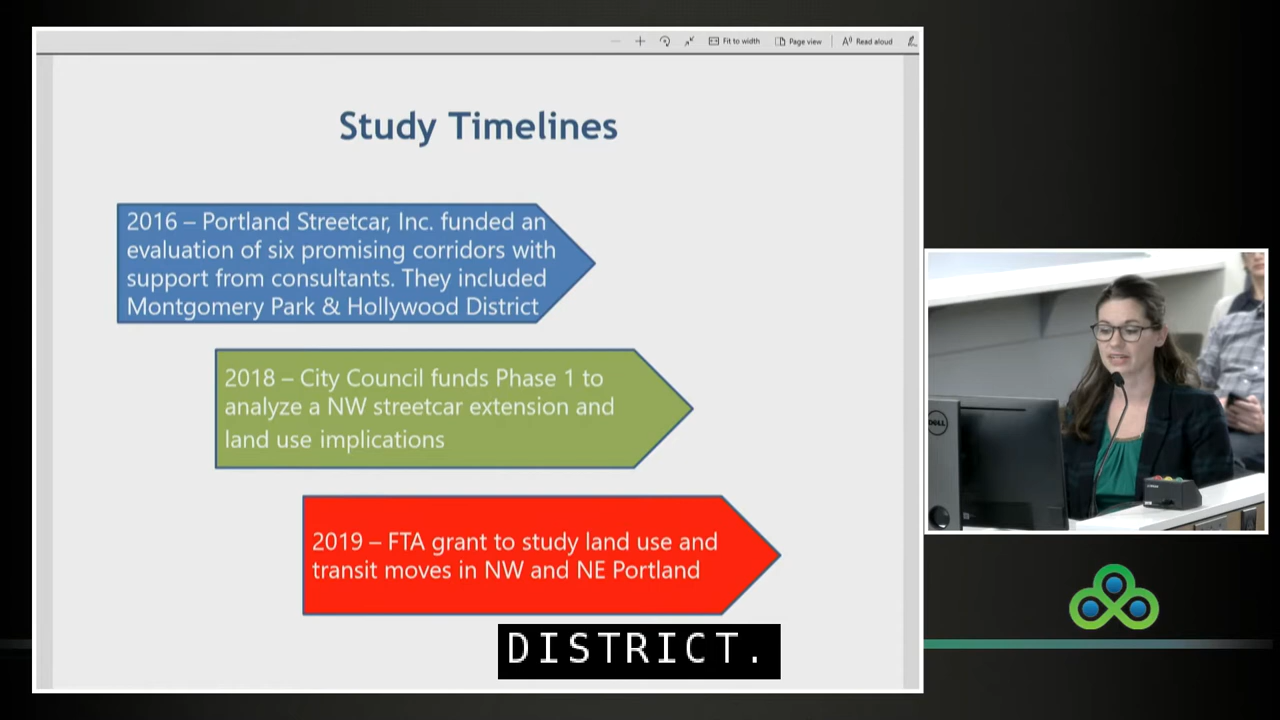 Fit to width
Page view
Read aloud
Study Timelines
2016 – Portland Streetcar, Inc. funded an
evaluation of six promising corridors with
support from consultants. They included
Montgomery Park & Hollywood District
2018 – City Council funds Phase 1 to
analyze a NW streetcar extension and
land use implications
2019 – FTA grant to study land use and
transit moves in NW and NE Portland
DISTRICT.
DELL